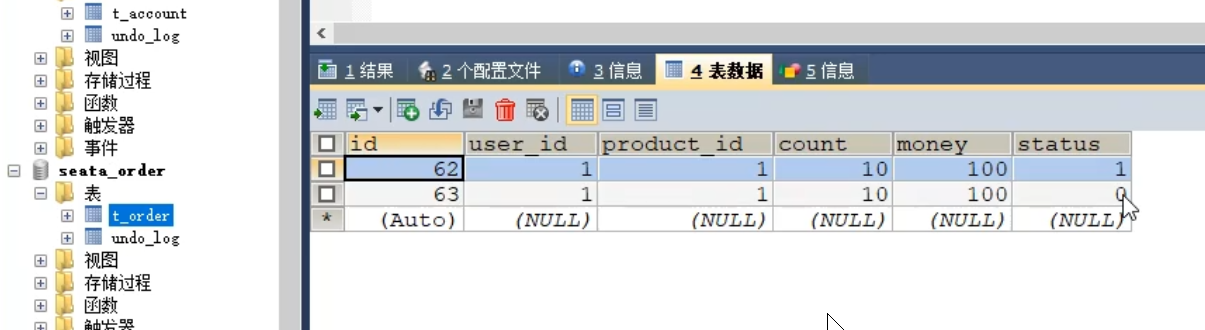 t_account
undo_log
视图
存储过程
函数
触发器
事件
seata_order
表
t_order
undo_log
视图
存储过程
函数
触发器
1 结果 2 个配置文件 3 信息 4 表数据 5 信息
id user_id product_id count money status
62 1 1 10 100 1
63 1 1 10 100 0
* (Auto) (NULL) (NULL) (NULL) (NULL) (NULL)